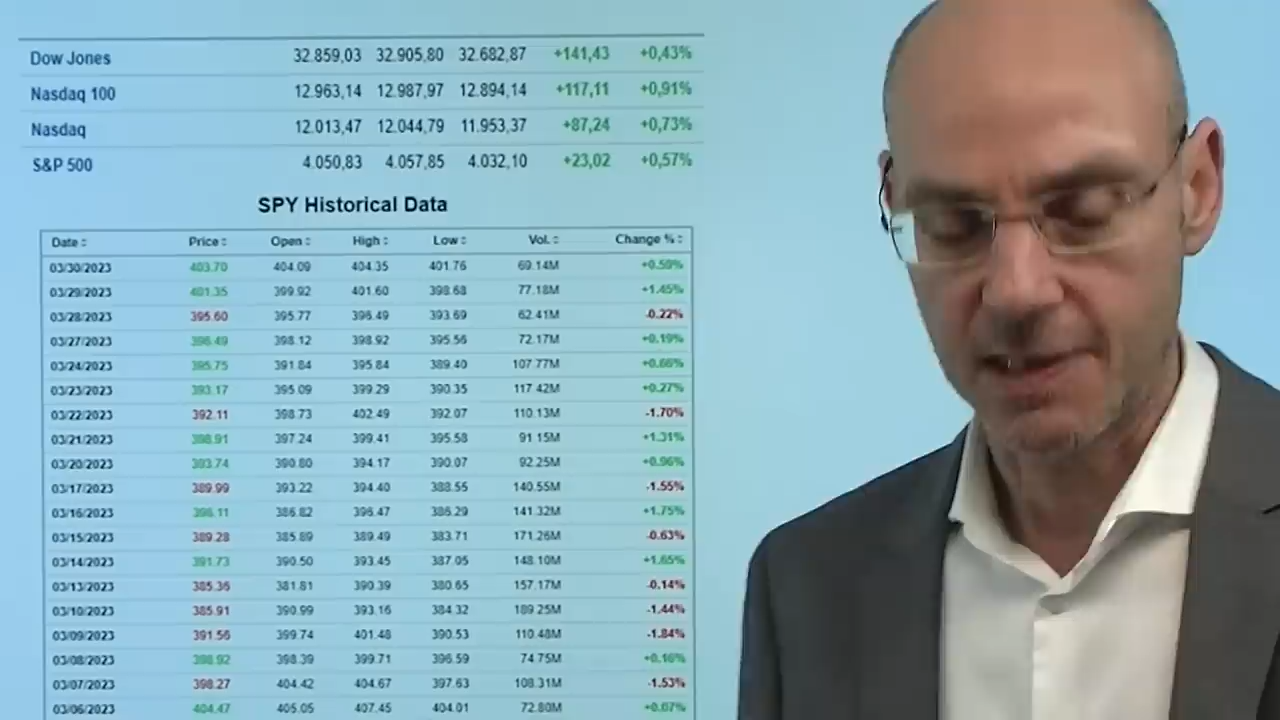 Dow Jones 32.859,03 32.905,80 32.682,87 +141,43 +0,43%
Nasdaq 100 12.963,14 12.987,97 12.894,14 +117,11 +0,91%
Nasdaq 12.013,47 12.044,79 11.953,37 +87,24 +0,73%
S&P 500 4.050,83 4.057,85 4.032,10 +23,02 +0,57%
SPY Historical Data
Date Price Open High Low Vol. Change %
03/30/2023 403.70 404.09 404.35 401.76 69.14M +0.59%
03/29/2023 401.35 399.92 401.60 398.68 77.18M +1.45%
03/28/2023 395.60 395.77 396.49 393.69 62.41M -0.22%
03/27/2023 396.49 398.12 398.92 395.56 72.17M +0.19%
03/24/2023 395.75 391.84 395.84 389.40 107.77M +0.66%
03/23/2023 393.17 395.09 399.29 390.35 117.42M +0.27%
03/22/2023 392.11 398.73 402.49 392.07 110.13M -1.70%
03/21/2023 398.91 397.24 399.41 395.58 91.15M +1.31%
03/20/2023 393.74 390.80 394.17 390.07 92.25M +0.96%
03/17/2023 389.99 393.22 394.40 388.55 140.55M -1.55%
03/16/2023 396.11 386.82 396.47 386.29 141.32M +1.75%
03/15/2023 389.28 385.89 389.49 383.71 171.26M -0.63%
03/14/2023 391.73 390.50 393.45 387.05 148.10M +1.65%
03/13/2023 385.36 381.81 390.39 380.65 157.17M -0.14%
03/10/2023 385.91 390.99 393.16 384.32 189.25M -1.44%
03/09/2023 391.56 399.74 401.48 390.53 110.48M -1.84%
03/08/2023 398.92 398.39 399.71 396.59 74.75M +0.16%
03/07/2023 398.27 404.42 404.67 397.63 108.31M -1.53%
03/06/2023 404.47 405.05 407.45 404.01 72.80M +0.07%